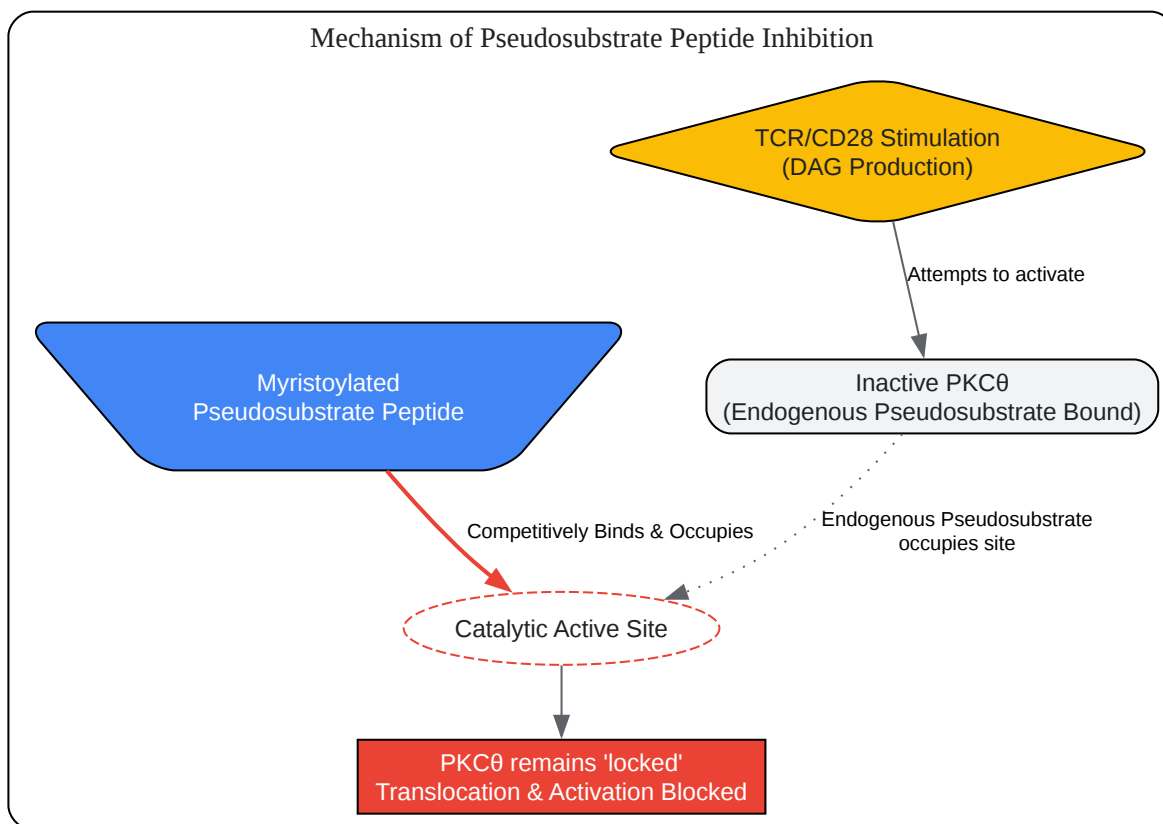 Mechanism of Pseudosubstrate Peptide Inhibition
TCR/CD28 Stimulation
(DAG Production)
Attempts to activate
Myristoylated
Pseudosubstrate Peptide
Inactive PKCθ
(Endogenous Pseudosubstrate Bound)
Competitively Binds & Occupies
Endogenous Pseudosubstrate
occupies site
Catalytic Active Site
PKCθ remains 'locked'
Translocation & Activation Blocked